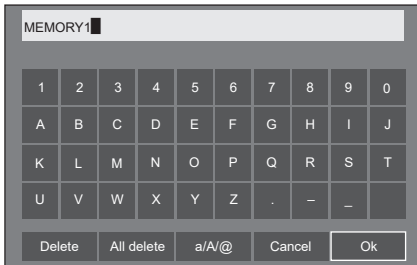 MEMORY1
1 2 3 4 5 6 7 8 9 0
A B C D E F G H I J
K L M N O P Q R S T
U V W X Y Z . – _
Delete All delete a/A/@ Cancel Ok